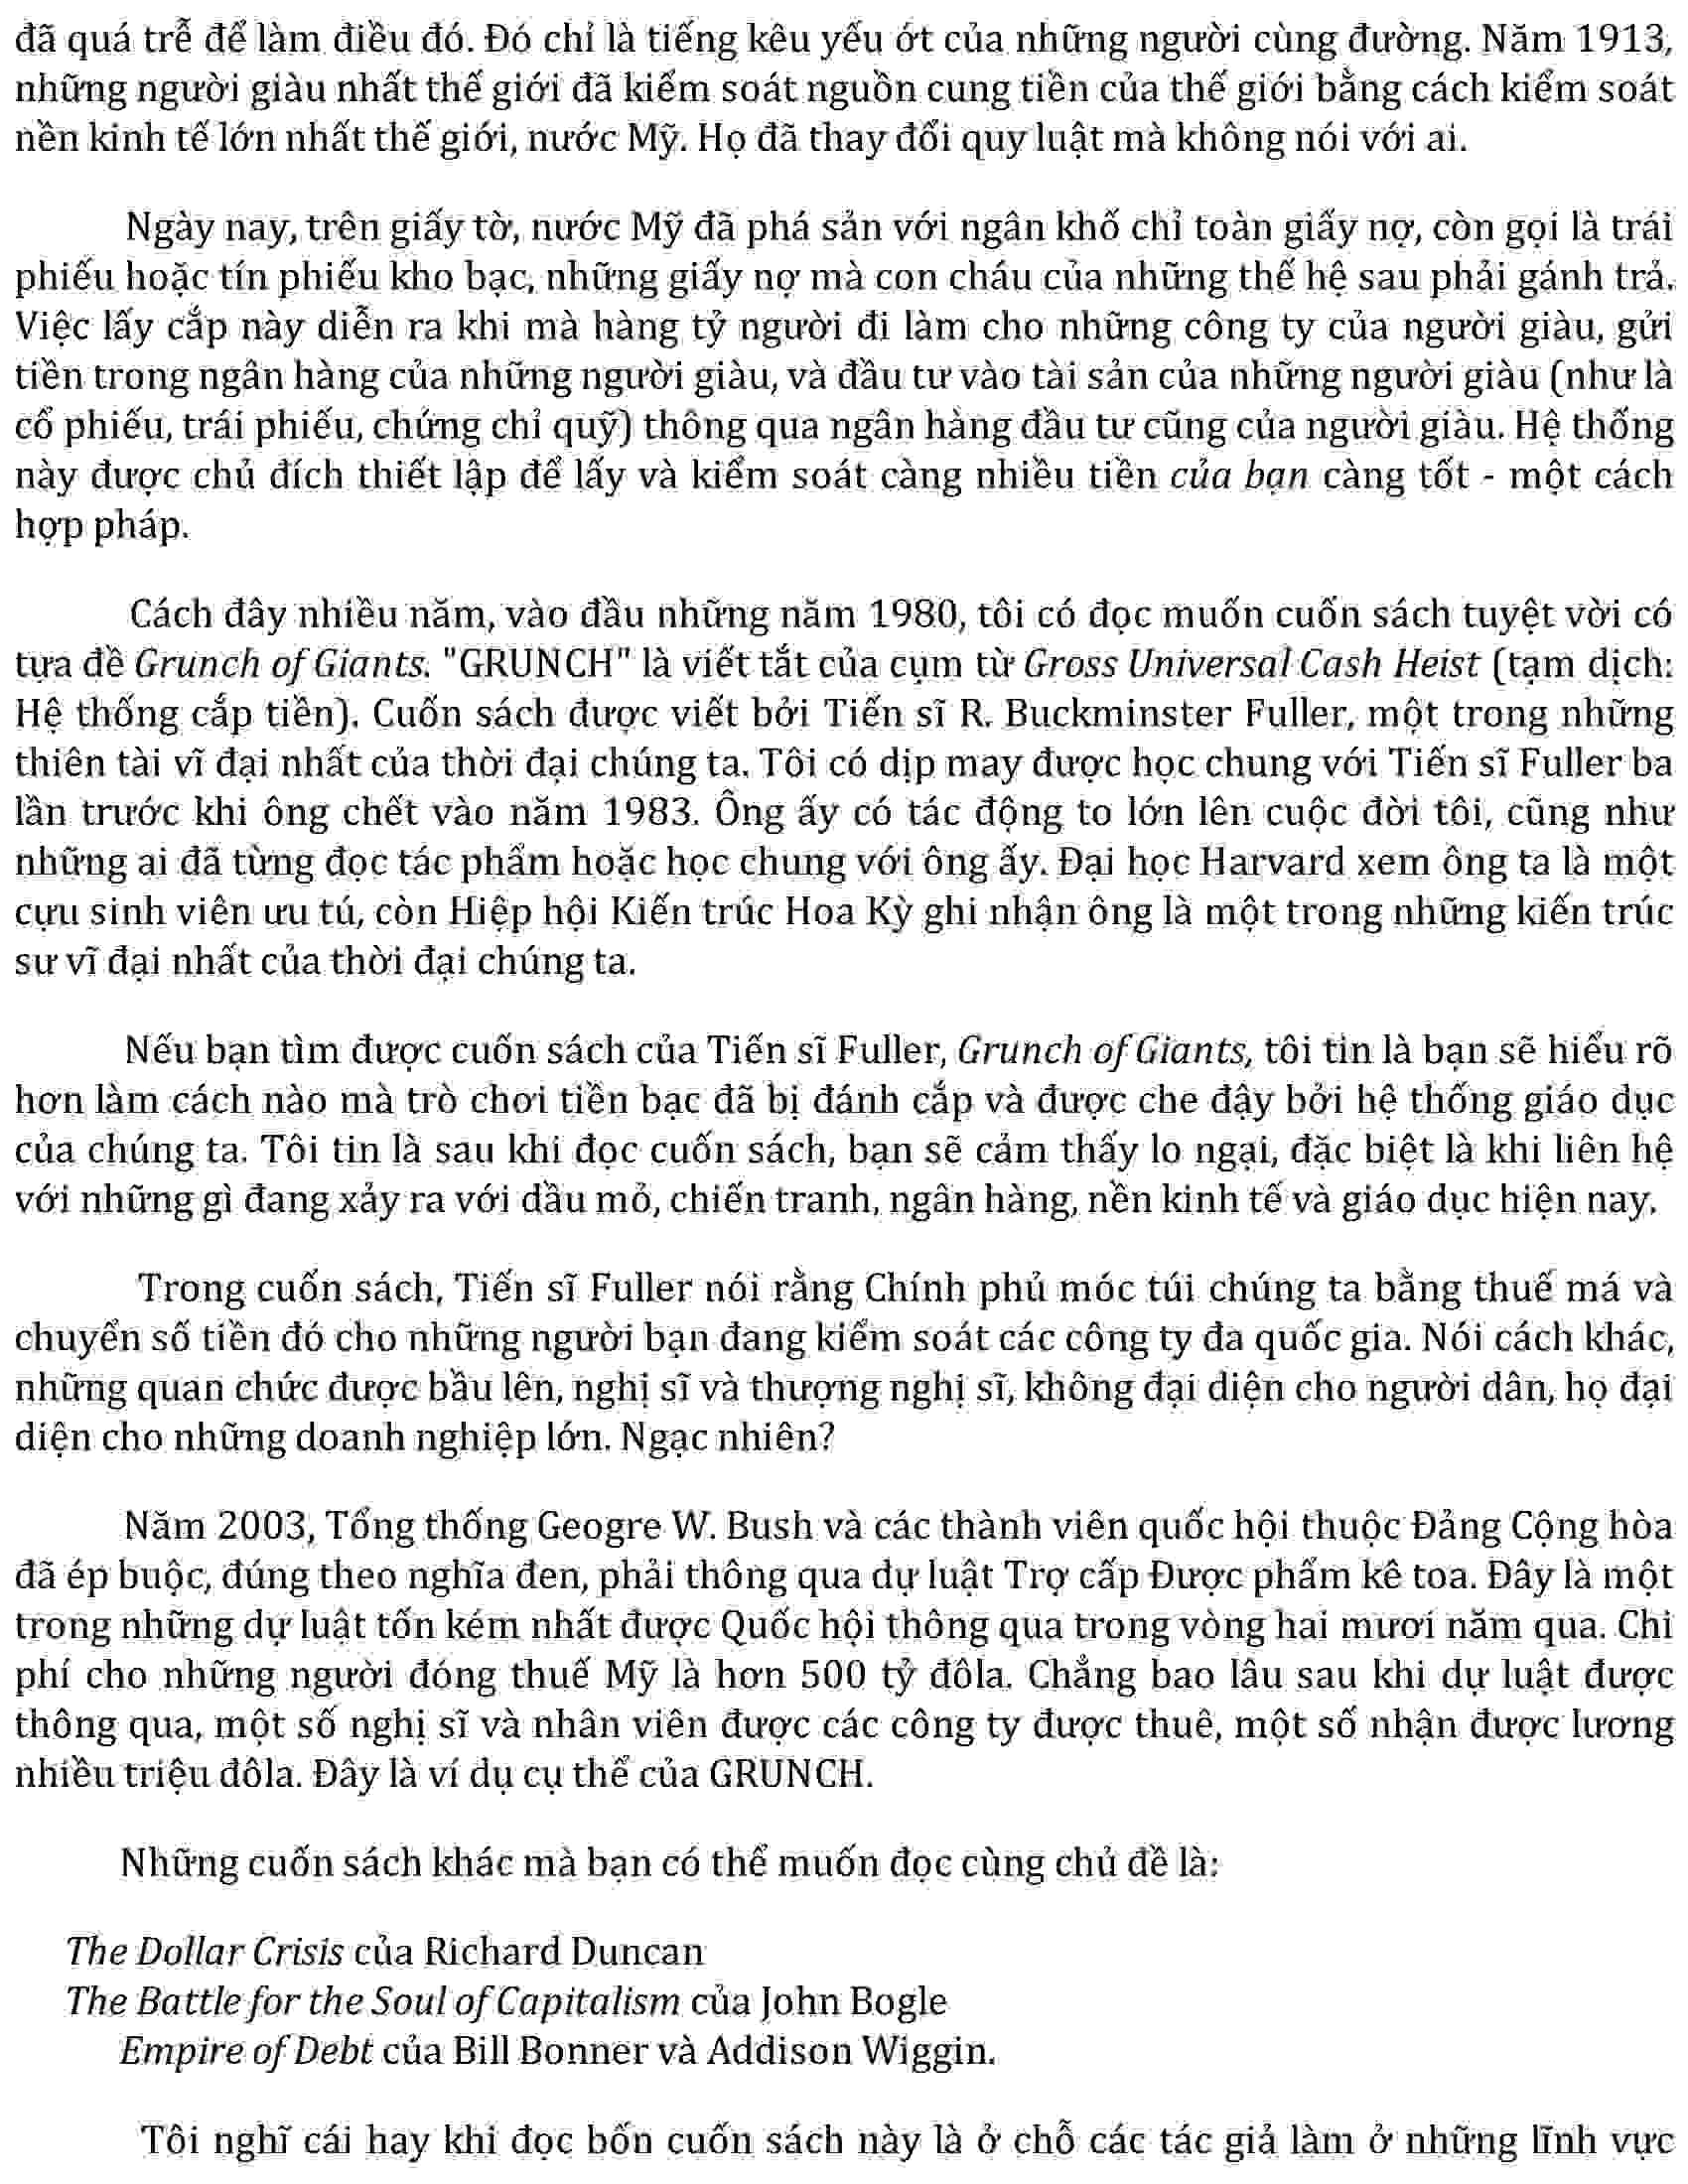 đã quá trễ để làm điều đó. Đó chỉ là tiếng kêu yếu ớt của những người cùng đường. Năm 1913,
những người giàu nhất thế giới đã kiểm soát nguồn cung tiền của thế giới bằng cách kiểm soát
nền kinh tế lớn nhất thế giới, nước Mỹ. Họ đã thay đổi quy luật mà không nói với ai.
Ngày nay, trên giấy tờ, nước Mỹ đã phá sản với ngân khố chỉ toàn giấy nợ, còn gọi là trái
phiếu hoặc tín phiếu kho bạc, những giấy nợ mà con cháu của những thế hệ sau phải gánh trả.
Việc lấy cắp này diễn ra khi mà hàng tỷ người đi làm cho những công ty của người giàu, gửi
tiền trong ngân hàng của những người giàu, và đầu tư vào tài sản của những người giàu (như là
cổ phiếu, trái phiếu, chứng chỉ quỹ) thông qua ngân hàng đầu tư cũng của người giàu. Hệ thống
này được chủ đích thiết lập để lấy và kiểm soát càng nhiều tiền của bạn càng tốt - một cách
hợp pháp.
Cách đây nhiều năm, vào đầu những năm 1980, tôi có đọc muốn cuốn sách tuyệt vời có
tựa đề Grunch of Giants. "GRUNCH" là viết tắt của cụm từ Gross Universal Cash Heist (tạm dịch:
Hệ thống cắp tiền). Cuốn sách được viết bởi Tiến sĩ R. Buckminster Fuller, một trong những
thiên tài vĩ đại nhất của thời đại chúng ta. Tôi có dịp may được học chung với Tiến sĩ Fuller ba
lần trước khi ông chết vào năm 1983. Ông ấy có tác động to lớn lên cuộc đời tôi, cũng như
những ai đã từng đọc tác phẩm hoặc học chung với ông ấy. Đại học Harvard xem ông ta là một
cựu sinh viên ưu tú, còn Hiệp hội Kiến trúc Hoa Kỳ ghi nhận ông là một trong những kiến trúc
sư vĩ đại nhất của thời đại chúng ta.
Nếu bạn tìm được cuốn sách của Tiến sĩ Fuller, Grunch of Giants, tôi tin là bạn sẽ hiểu rõ
hơn làm cách nào mà trò chơi tiền bạc đã bị đánh cắp và được che đậy bởi hệ thống giáo dục
của chúng ta. Tôi tin là sau khi đọc cuốn sách, bạn sẽ cảm thấy lo ngại, đặc biệt là khi liên hệ
với những gì đang xảy ra với dầu mỏ, chiến tranh, ngân hàng, nền kinh tế và giáo dục hiện nay.
Trong cuốn sách, Tiến sĩ Fuller nói rằng Chính phủ móc túi chúng ta bằng thuế má và
chuyển số tiền đó cho những người bạn đang kiểm soát các công ty đa quốc gia. Nói cách khác,
những quan chức được bầu lên, nghị sĩ và thượng nghị sĩ, không đại diện cho người dân, họ đại
diện cho những doanh nghiệp lớn. Ngạc nhiên?
Năm 2003, Tổng thống Geogre W. Bush và các thành viên quốc hội thuộc Đảng Cộng hòa
đã ép buộc, đúng theo nghĩa đen, phải thông qua dự luật Trợ cấp Được phẩm kê toa. Đây là một
trong những dự luật tốn kém nhất được Quốc hội thông qua trong vòng hai mươi năm qua. Chi
phí cho những người đóng thuế Mỹ là hơn 500 tỷ đôla. Chẳng bao lâu sau khi dự luật được
thông qua, một số nghị sĩ và nhân viên được các công ty được thuê, một số nhận được lương
nhiều triệu đôla. Đây là ví dụ cụ thể của GRUNCH.
Những cuốn sách khác mà bạn có thể muốn đọc cùng chủ đề là:
The Dollar Crisis của Richard Duncan
The Battle for the Soul of Capitalism của John Bogle
Empire of Debt của Bill Bonner và Addison Wiggin.
Tôi nghĩ cái hay khi đọc bốn cuốn sách này là ở chỗ các tác giả làm ở những lĩnh vực